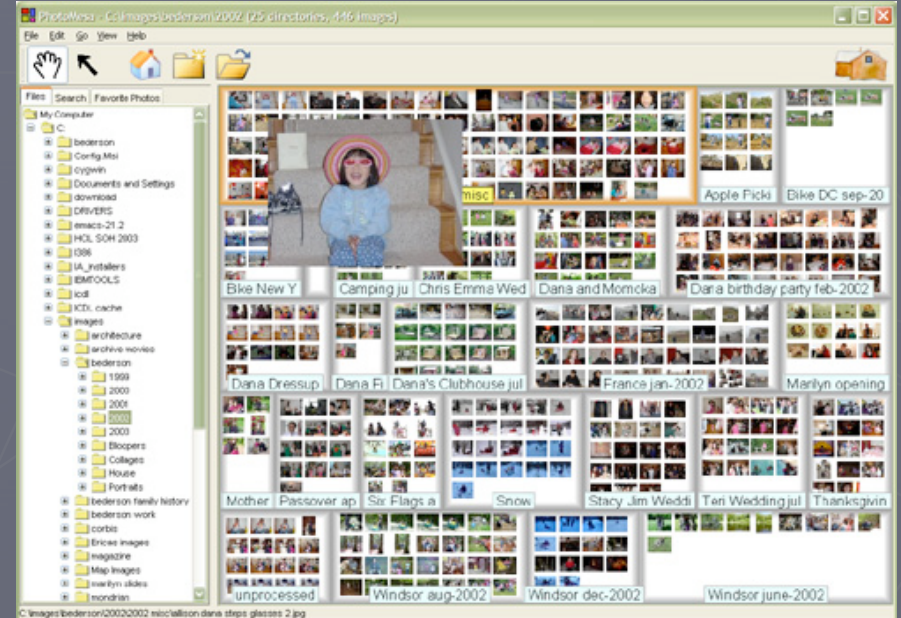 PhotoMesa - C:\images\bederson\2002 (25 directories, 446 images)
File Edit Go View Help
Files Search Favorite Photos
My Computer
C:
bederson
Config.Msi
cygwin
Documents and Settings
download
DRIVERS
emacs-21.2
HCIL SOH 2003
I386
IA_installers
IBMTOOLS
icdl
ICDL cache
images
architecture
archive movies
bederson
1999
2000
2001
2002
2003
Bloopers
Collages
House
Portraits
bederson family history
bederson work
corbis
Erices images
magazine
Map Images
marilyn slides
mondrian
misc
Apple Picki
Bike DC sep-20
Bike New Y
Camping ju
Chris Emma Wed
Dana and Momcka
Dana birthday party feb-2002
Dana Dressup
Dana Fi
Dana's Clubhouse jul
France jan-2002
Marilyn opening
Mother
Passover ap
Six Flags a
Snow
Stacy Jim Weddi
Teri Wedding jul
Thanksgivin
unprocessed
Windsor aug-2002
Windsor dec-2002
Windsor june-2002
C:\images\bederson\2002\2002 misc\allison dana steps glasses 2.jpg